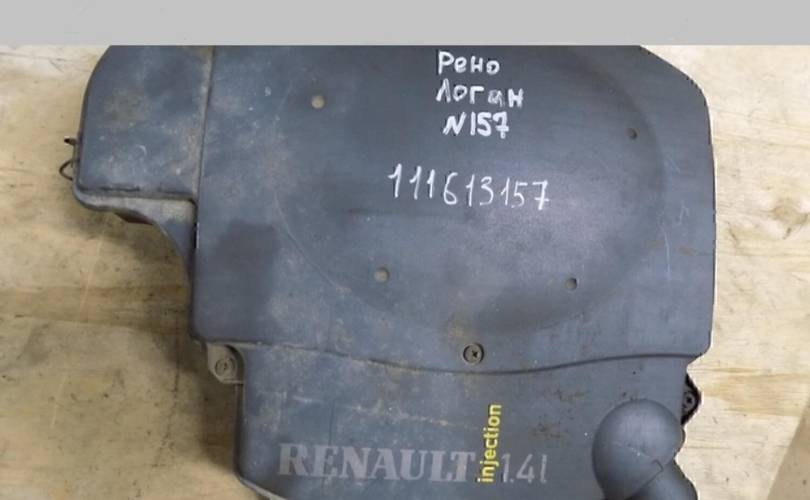 Рено
Логан
N157
111613157
RENAULT injection 1.4l